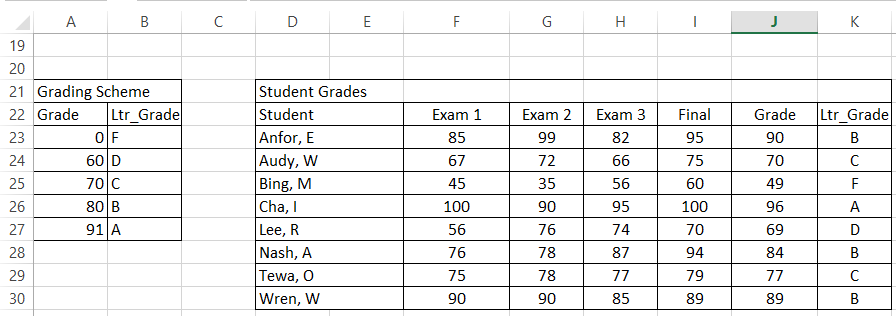 A B C D E F G H I J K
19
20
21 Grading Scheme Student Grades
22 Grade Ltr_Grade Student Exam 1 Exam 2 Exam 3 Final Grade Ltr_Grade
23 0 F Anfor, E 85 99 82 95 90 B
24 60 D Audy, W 67 72 66 75 70 C
25 70 C Bing, M 45 35 56 60 49 F
26 80 B Cha, I 100 90 95 100 96 A
27 91 A Lee, R 56 76 74 70 69 D
28 Nash, A 76 78 87 94 84 B
29 Tewa, O 75 78 77 79 77 C
30 Wren, W 90 90 85 89 89 B